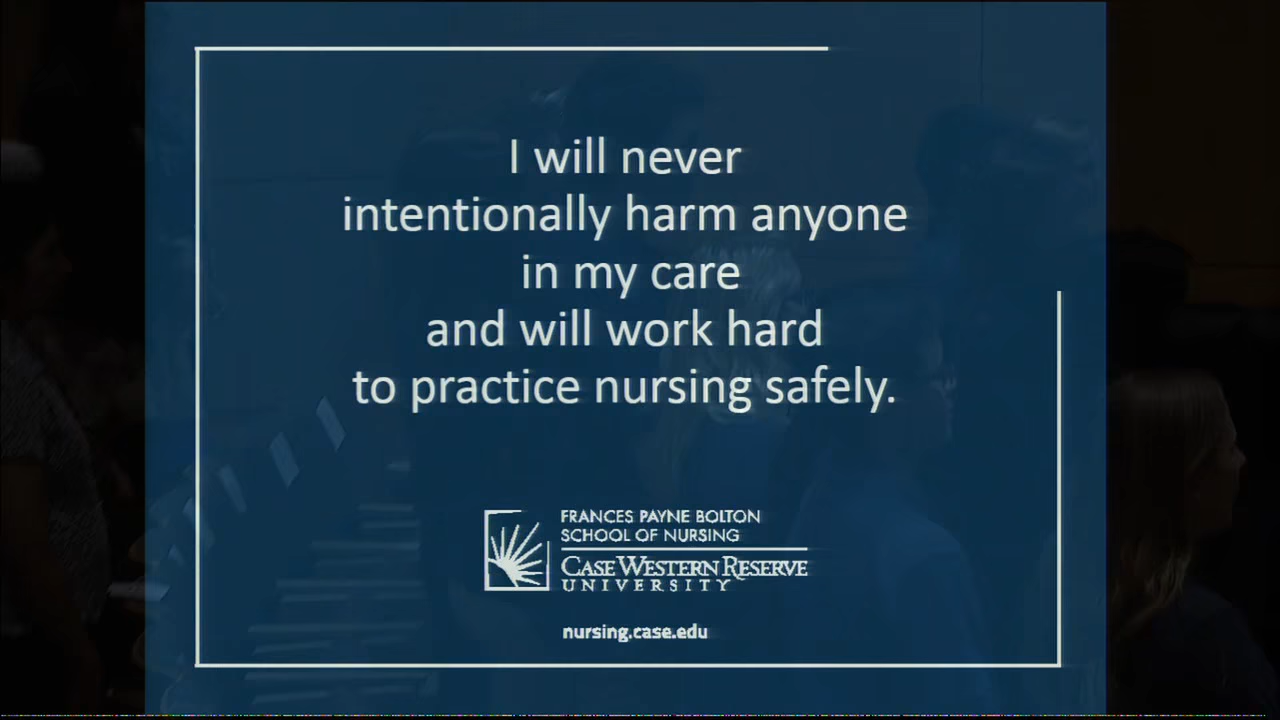 I will never
intentionally harm anyone
in my care
and will work hard
to practice nursing safely.
FRANCES PAYNE BOLTON
SCHOOL OF NURSING
CASE WESTERN RESERVE
UNIVERSITY
nursing.case.edu